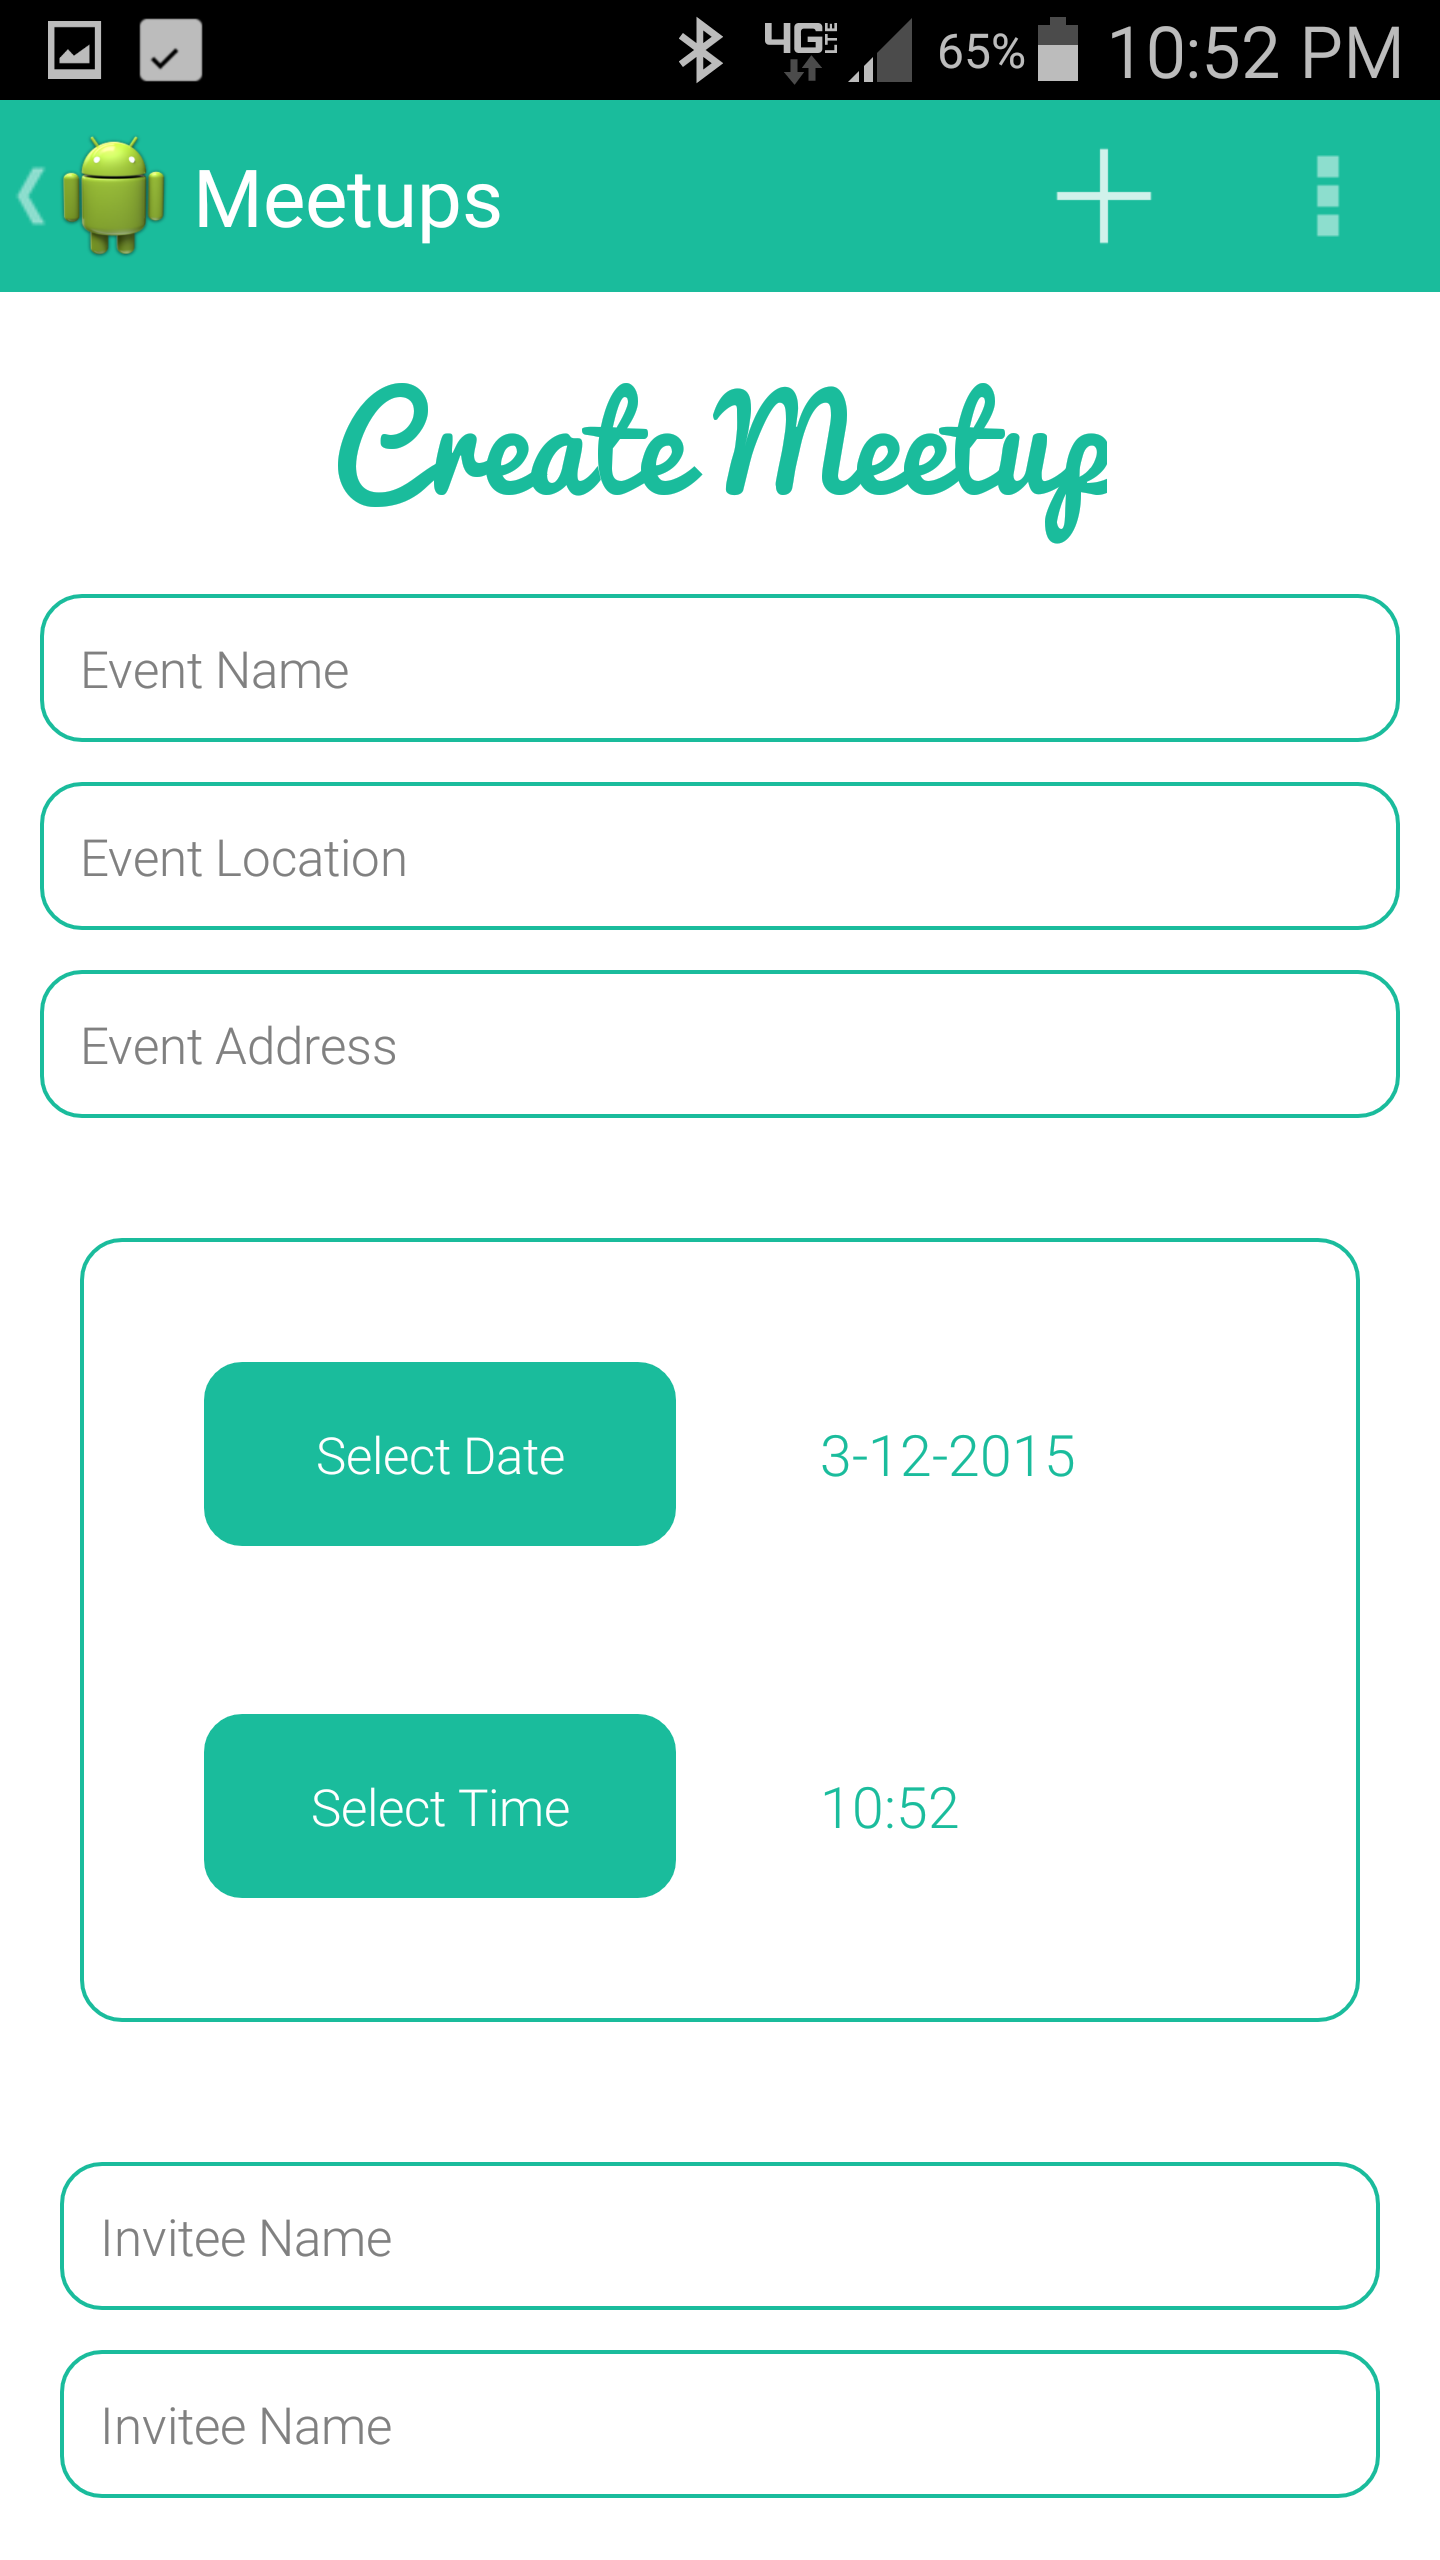 4G LTE 65% 10:52 PM
Meetups
Create Meetup
Event Name
Event Location
Event Address
Select Date 3-12-2015
Select Time 10:52
Invitee Name
Invitee Name